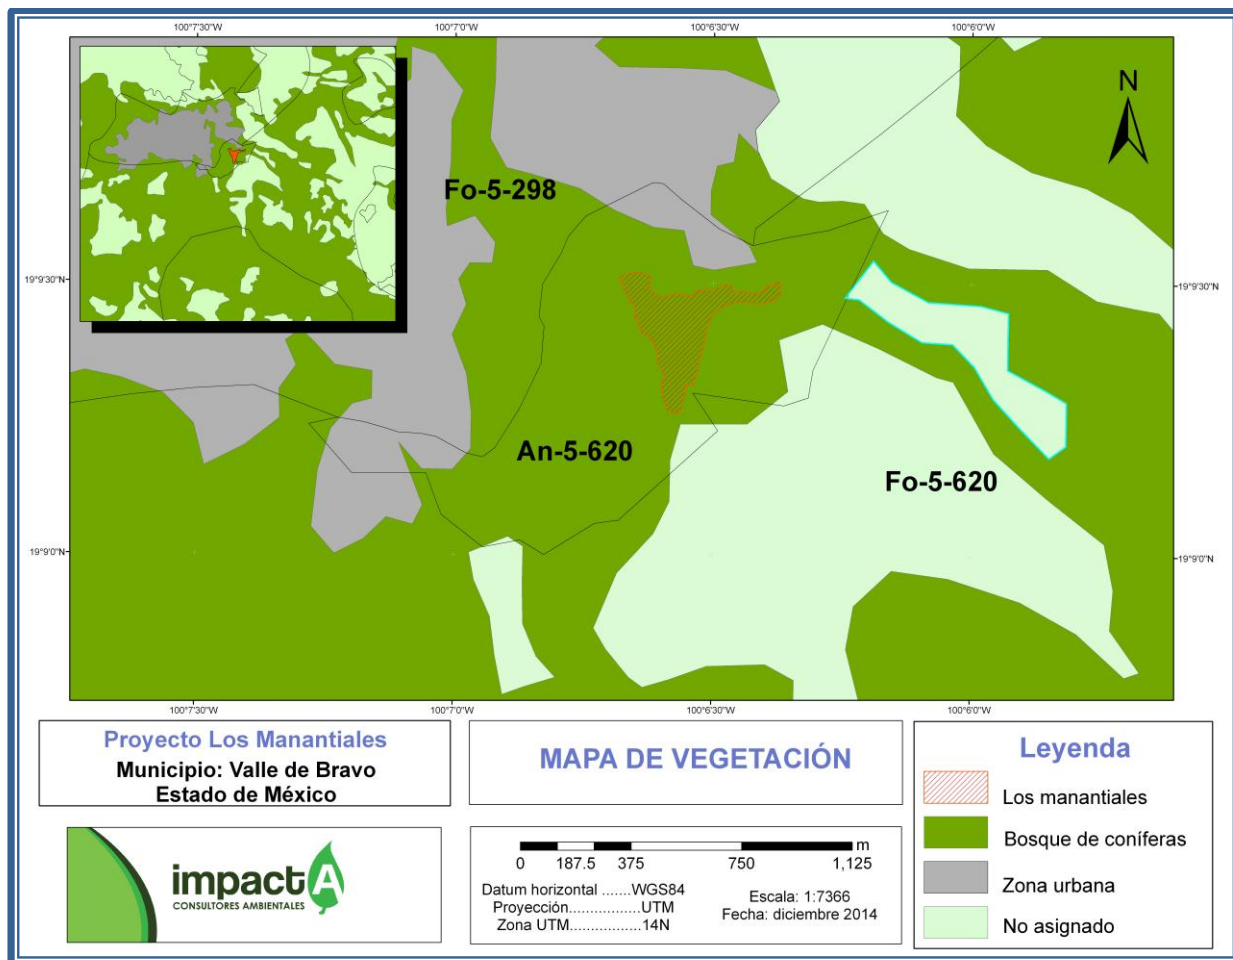 100°7'30"W 100°7'0"W 100°6'30"W 100°6'0"W
N
Fo-5-298
19°9'30"N 19°9'30"N
An-5-620
Fo-5-620
19°9'0"N 19°9'0"N
100°7'30"W 100°7'0"W 100°6'30"W 100°6'0"W
Proyecto Los Manantiales
Municipio: Valle de Bravo
Estado de México
MAPA DE VEGETACIÓN
Leyenda
Los manantiales
Bosque de coníferas
Zona urbana
No asignado
impactA
CONSULTORES AMBIENTALES
m
0 187.5 375 750 1,125
Datum horizontal .......WGS84
Proyección.................UTM
Zona UTM.................14N
Escala: 1:7366
Fecha: diciembre 2014